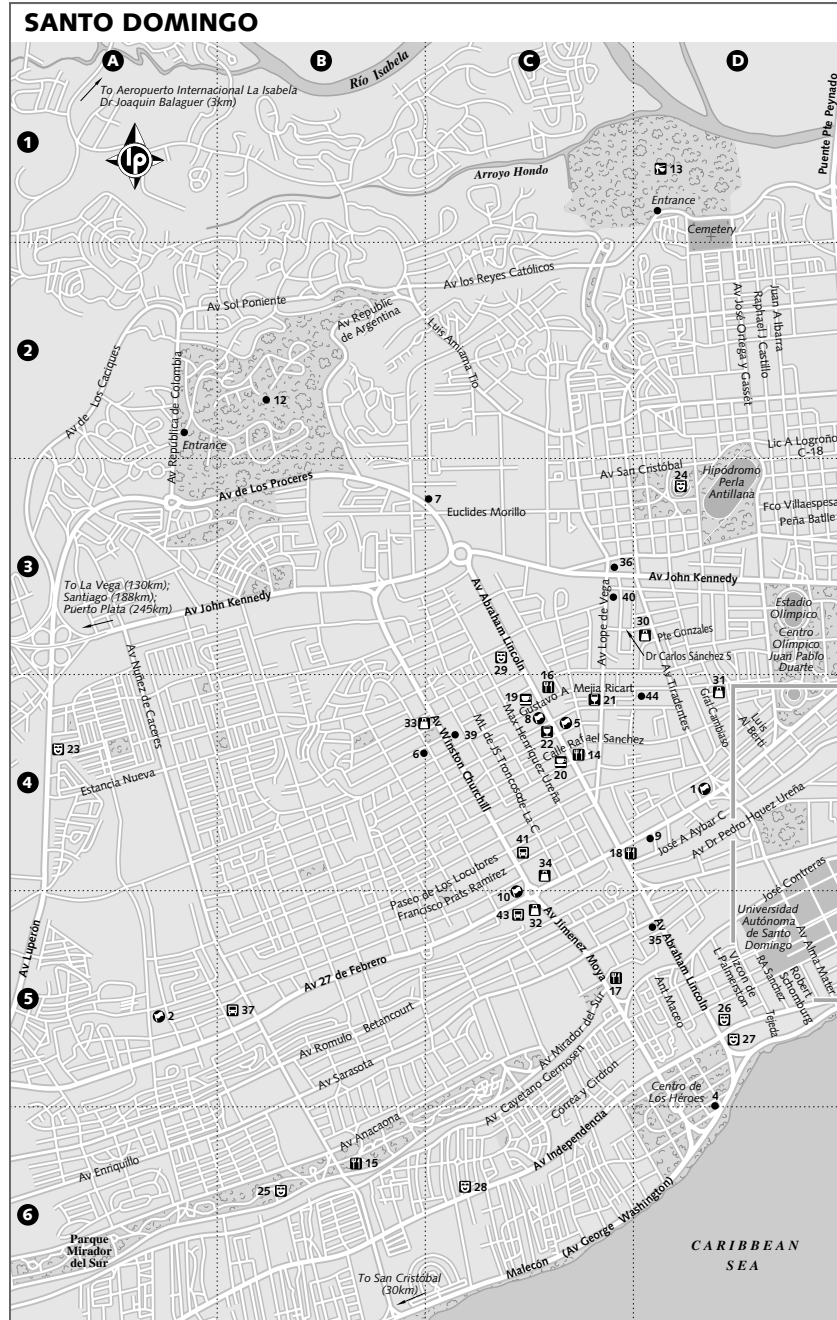 SANTO DOMINGO
A
B
C
D
To Aeropuerto Internacional La Isabela
Dr Joaquín Balaguer (3km)
Río Isabela
1
lp
Arroyo Hondo
13
Entrance
Cemetery
Puente Pte Peynado
Av los Reyes Católicos
Av Sol Poniente
Av Republic
de Argentina
Luis Amiama Tio
Juan A Ibarra
Raphael J Castillo
Av José Ortega y Gasset
2
Av de Los Caciques
Av República de Colombia
12
Entrance
Lic A Logroño
C-18
Av San Cristóbal
24
Hipódromo
Perla
Antillana
Av de Los Proceres
7
Euclides Morillo
Fco Villaespesa
Peña Batlle
3
36
Av John Kennedy
To La Vega (130km);
Santiago (188km);
Puerto Plata (245km)
Av John Kennedy
Av Abraham Lincoln
Av Lope de Vega
40
30
Pte Gonzales
Dr Carlos Sánchez S
Estadio
Olímpico
Centro
Olímpico
Juan Pablo
Duarte
Av Nuñez de Caceres
29
16
19
Gustavo A Mejia Ricart
21
44
Av Tiradentes
31
Gral Cambiaso
Luis
Al Berti
33
39
6
8
5
22
Calle Rafael Sanchez
14
20
Max Henriquez Ureña
Ml. de JS Troncosode La C
Av Winston Churchill
23
Estancia Nueva
4
1
41
18
9
José A Aybar C
Av Dr Pedro Hquez Ureña
34
Paseo de Los Locutores
Francisco Prats Ramírez
10
43
32
José Contreras
Universidad
Autónoma
de Santo
Domingo
Av Alma Mater
Av Jiménez Moya
35
Av Abraham Lincoln
Av Luperón
Av 27 de Febrero
17
Ant Maceo
Vizcon de
L Palmeiston
RA Sanchez
Robert
Schomburg
Tejeda
5
2
37
26
27
Av Romulo Betancourt
Av Mirador del Sur
Av Sarasota
Av Cayetano Germosen
Correa y Cidron
Centro de
Los Héroes
4
Av Anacaona
Av Independencia
Av Enriquillo
15
25
28
6
Parque
Mirador
del Sur
Malecón (Av George Washington)
CARIBBEAN
SEA
To San Cristóbal
(30km)